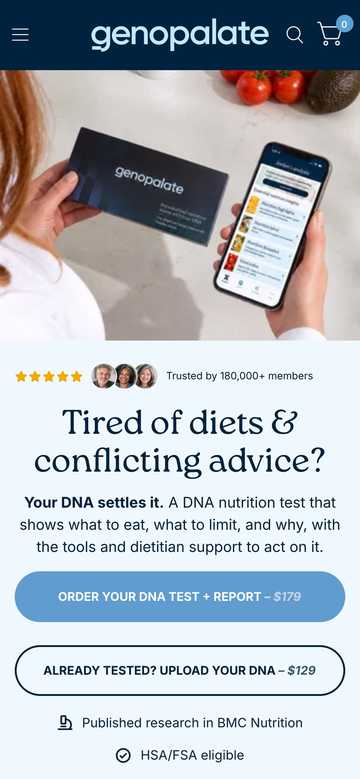 genopalate
0
genopalate
Trusted by 180,000+ members
Tired of diets &
conflicting advice?
Your DNA settles it. A DNA nutrition test that
shows what to eat, what to limit, and why, with
the tools and dietitian support to act on it.
ORDER YOUR DNA TEST + REPORT – $179
ALREADY TESTED? UPLOAD YOUR DNA – $129
Published research in BMC Nutrition
HSA/FSA eligible